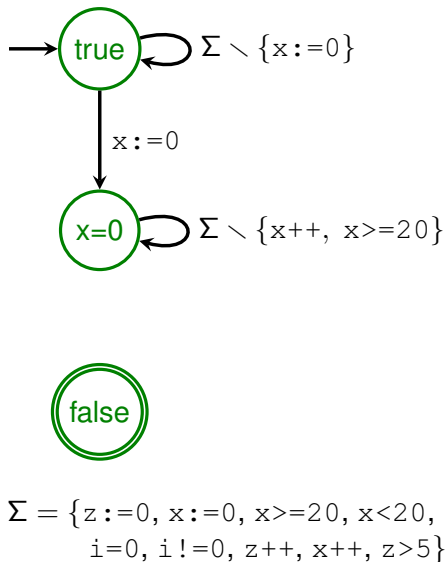 true Σ ∖ {x:=0}
x:=0
x=0 Σ ∖ {x++, x>=20}
false
Σ = {z:=0, x:=0, x>=20, x<20,
i=0, i!=0, z++, x++, z>5}